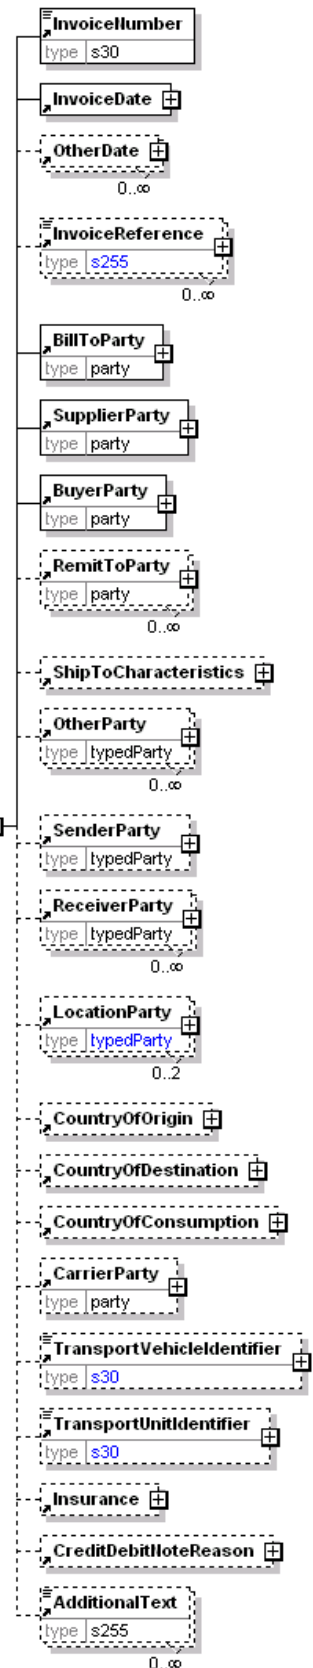 InvoiceNumber
type s30
InvoiceDate
OtherDate
0..∞
InvoiceReference
type s255
0..∞
BillToParty
type party
SupplierParty
type party
BuyerParty
type party
RemitToParty
type party
0..∞
ShipToCharacteristics
OtherParty
type typedParty
0..∞
SenderParty
type typedParty
ReceiverParty
type typedParty
0..∞
LocationParty
type typedParty
0..2
CountryOfOrigin
CountryOfDestination
CountryOfConsumption
CarrierParty
type party
TransportVehicleIdentifier
type s30
TransportUnitIdentifier
type s30
Insurance
CreditDebitNoteReason
AdditionalText
type s255
0..∞